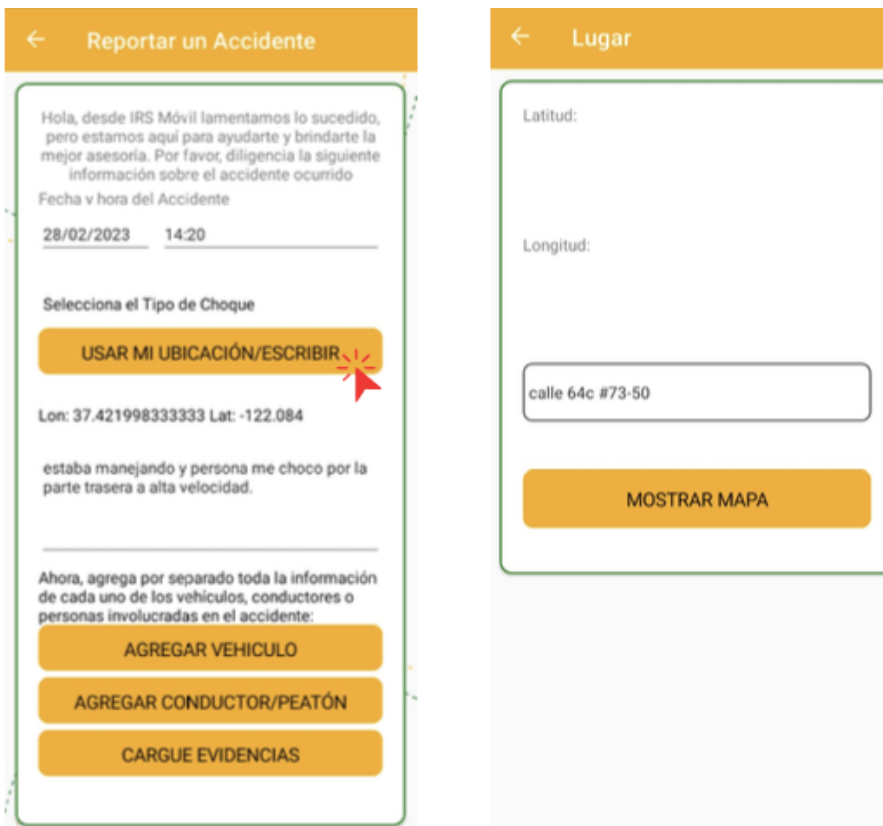 Reportar un Accidente
Hola, desde IRS Móvil lamentamos lo sucedido,
pero estamos aquí para ayudarte y brindarte la
mejor asesoría. Por favor, diligencia la siguiente
información sobre el accidente ocurrido
Fecha y hora del Accidente
28/02/2023 14:20
Selecciona el Tipo de Choque
USAR MI UBICACIÓN/ESCRIBIR
Lon: 37.421998333333 Lat: -122.084
estaba manejando y persona me choco por la
parte trasera a alta velocidad.
Ahora, agrega por separado toda la información
de cada uno de los vehículos, conductores o
personas involucradas en el accidente:
AGREGAR VEHICULO
AGREGAR CONDUCTOR/PEATÓN
CARGUE EVIDENCIAS
Lugar
Latitud:
Longitud:
calle 64c #73-50
MOSTRAR MAPA